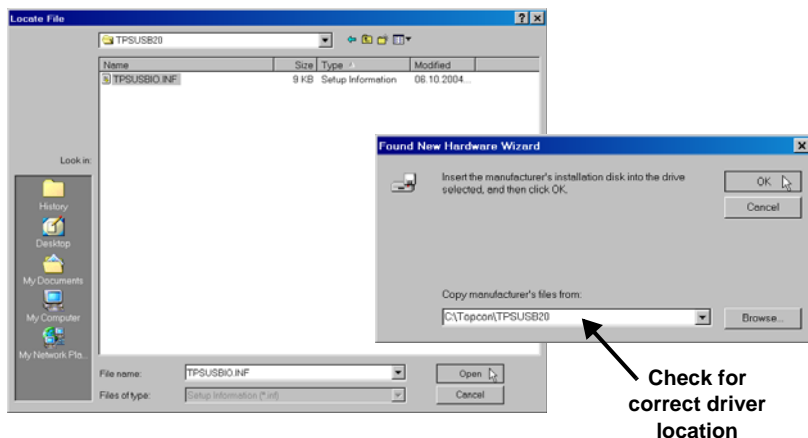 Locate File
TPSUSB20
Name Size Type Modified
TPSUSBIO.INF 9 KB Setup Information 06.10.2004...
Look in:
History
Desktop
My Documents
My Computer
My Network Pla...
File name: TPSUSBIO.INF Open
Files of type: Setup Information (*.inf) Cancel
Found New Hardware Wizard
Insert the manufacturer's installation disk into the drive
selected, and then click OK.
OK
Cancel
Copy manufacturer's files from:
C:\Topcon\TPSUSB20 Browse...
Check for
correct driver
location